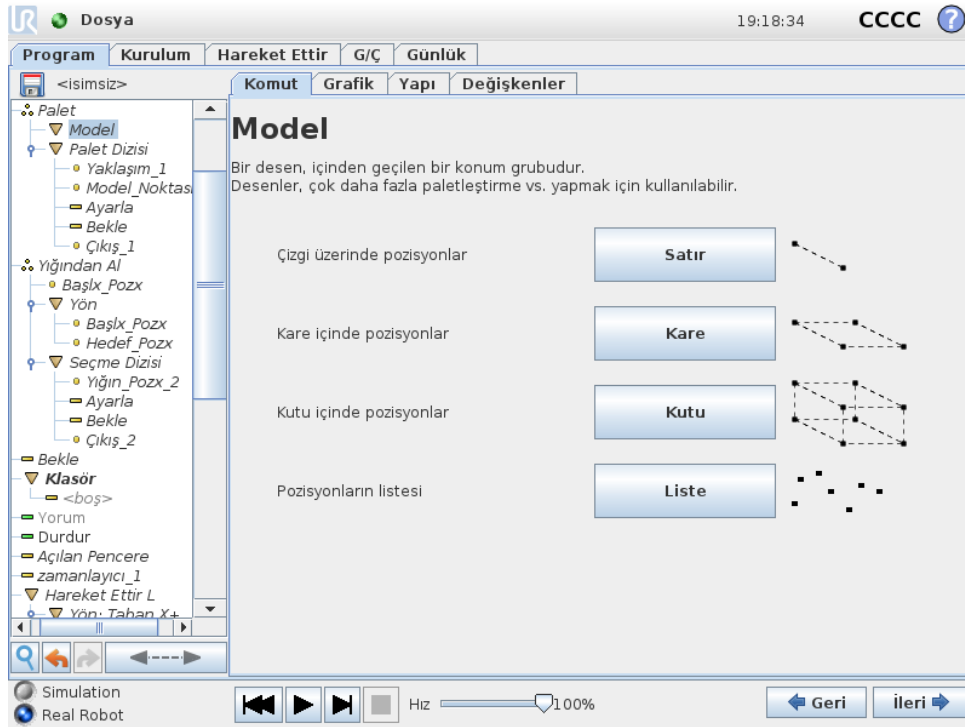 Dosya 19:18:34 CCCC ?
Program Kurulum Hareket Ettir G/Ç Günlük
<isimsiz> Komut Grafik Yapı Değişkenler
Palet
Model
Palet Dizisi
Yaklaşım_1
Model_Noktas
Ayarla
Bekle
Çıkış_1
Yığından Al
Başlx_Pozx
Yön
Başlx_Pozx
Hedef_Pozx
Seçme Dizisi
Yığın_Pozx_2
Ayarla
Bekle
Çıkış_2
Bekle
Klasör
<boş>
Yorum
Durdur
Açılan Pencere
zamanlayıcı_1
Hareket Ettir L
Yön: Taban X+
Model
Bir desen, içinden geçilen bir konum grubudur.
Desenler, çok daha fazla paletleştirme vs. yapmak için kullanılabilir.
Çizgi üzerinde pozisyonlar Satır
Kare içinde pozisyonlar Kare
Kutu içinde pozisyonlar Kutu
Pozisyonların listesi Liste
Simulation
Real Robot
Hız 100%
Geri İleri